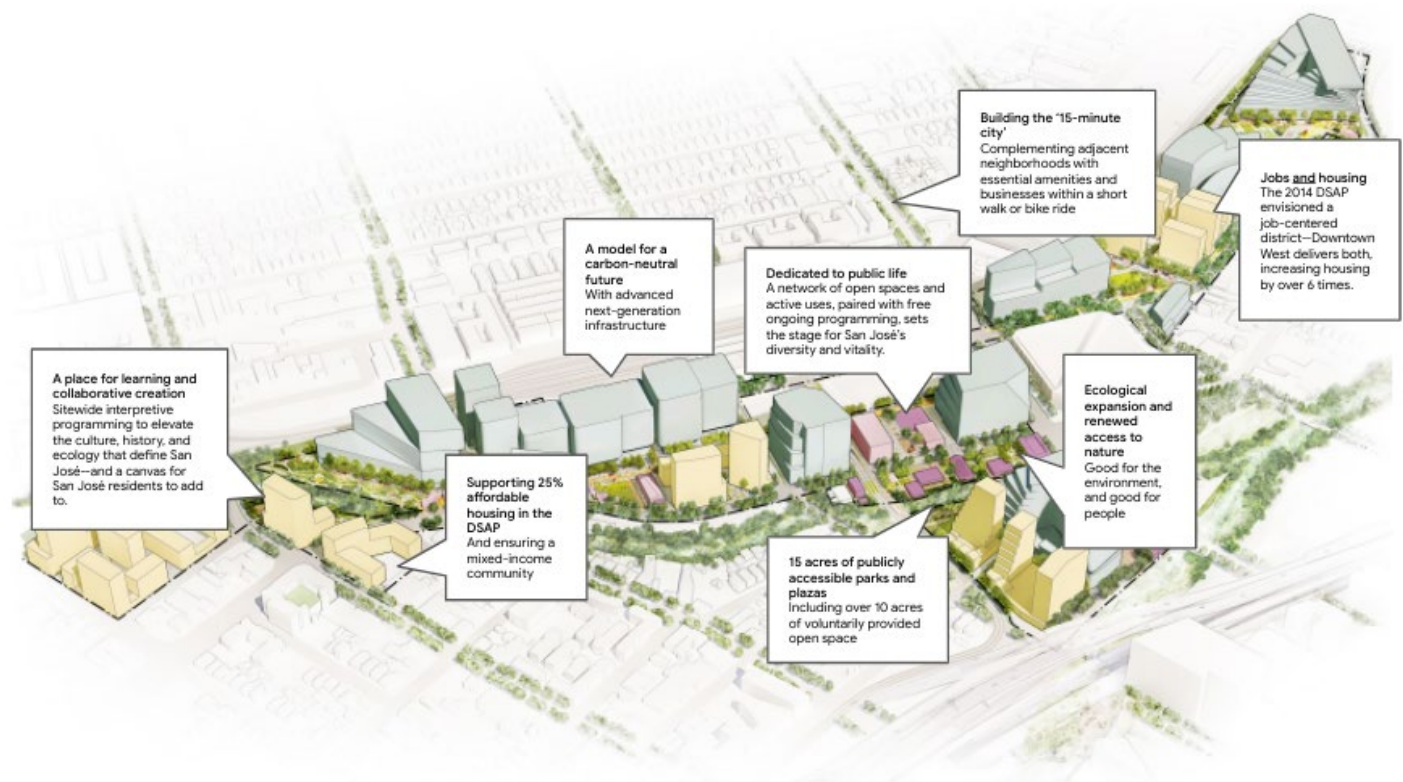 Building the '15-minute
city'
Complementing adjacent
neighborhoods with
essential amenities and
businesses within a short
walk or bike ride
Jobs and housing
The 2014 DSAP
envisioned a
job-centered
district—Downtown
West delivers both,
increasing housing
by over 6 times.
A model for a
carbon-neutral
future
With advanced
next-generation
infrastructure
Dedicated to public life
A network of open spaces and
active uses, paired with free
ongoing programming, sets
the stage for San José's
diversity and vitality.
A place for learning and
collaborative creation
Sitewide interpretive
programming to elevate
the culture, history, and
ecology that define San
José—and a canvas for
San José residents to add
to.
Ecological
expansion and
renewed
access to
nature
Good for the
environment,
and good for
people
Supporting 25%
affordable
housing in the
DSAP
And ensuring a
mixed-income
community
15 acres of publicly
accessible parks and
plazas
Including over 10 acres
of voluntarily provided
open space